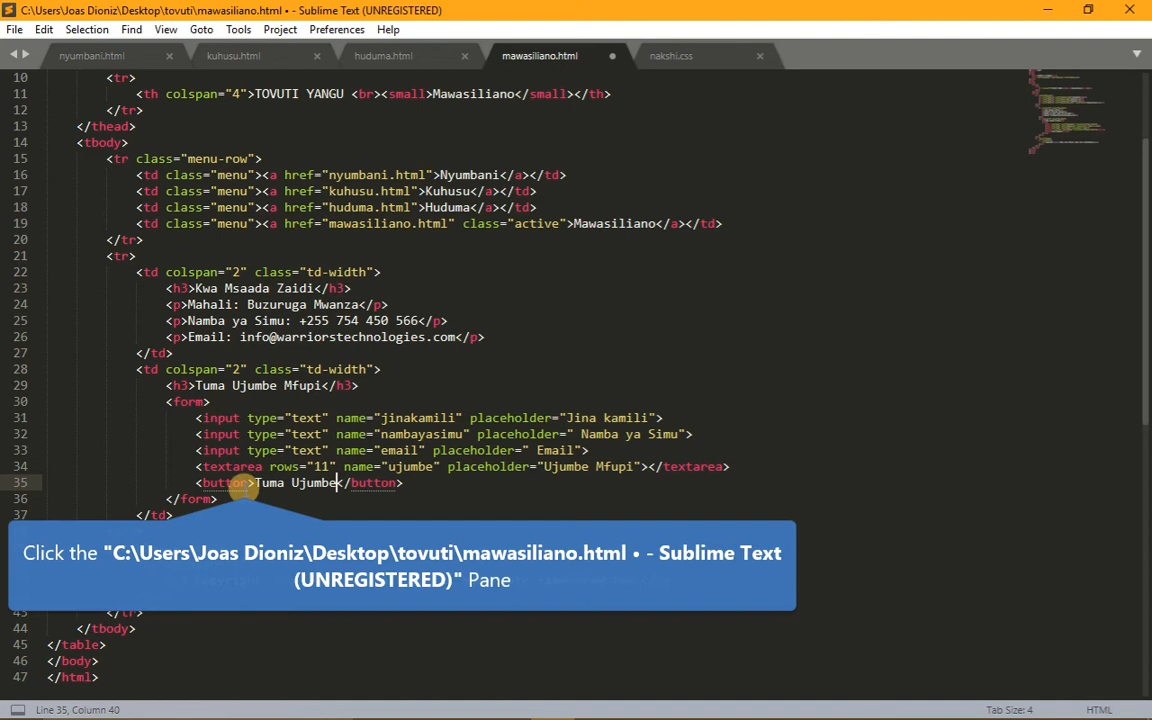 C:\Users\Joas Dioniz\Desktop\tovuti\mawasiliano.html • - Sublime Text (UNREGISTERED)
File Edit Selection Find View Goto Tools Project Preferences Help
nyumbani.html kuhusu.html huduma.html mawasiliano.html nakshi.css
10 <tr>
11 <th colspan="4">TOVUTI YANGU <br><small>Mawasiliano</small></th>
12 </tr>
13 </thead>
14 <tbody>
15 <tr class="menu-row">
16 <td class="menu"><a href="nyumbani.html">Nyumbani</a></td>
17 <td class="menu"><a href="kuhusu.html">Kuhusu</a></td>
18 <td class="menu"><a href="huduma.html">Huduma</a></td>
19 <td class="menu"><a href="mawasiliano.html" class="active">Mawasiliano</a></td>
20 </tr>
21 <tr>
22 <td colspan="2" class="td-width">
23 <h3>Kwa Msaada Zaidi</h3>
24 <p>Mahali: Buzuruga Mwanza</p>
25 <p>Namba ya Simu: +255 754 450 566</p>
26 <p>Email: info@warriorstechnologies.com</p>
27 </td>
28 <td colspan="2" class="td-width">
29 <h3>Tuma Ujumbe Mfupi</h3>
30 <form>
31 <input type="text" name="jinakamili" placeholder="Jina kamili">
32 <input type="text" name="nambayasimu" placeholder=" Namba ya Simu">
33 <input type="text" name="email" placeholder=" Email">
34 <textarea rows="11" name="ujumbe" placeholder="Ujumbe Mfupi"></textarea>
35 <button>Tuma Ujumbe</button>
36 </form>
37 </td>
Click the "C:\Users\Joas Dioniz\Desktop\tovuti\mawasiliano.html • - Sublime Text
(UNREGISTERED)" Pane
43 </tr>
44 </tbody>
45 </table>
46 </body>
47 </html>
Line 35, Column 40 Tab Size: 4 HTML